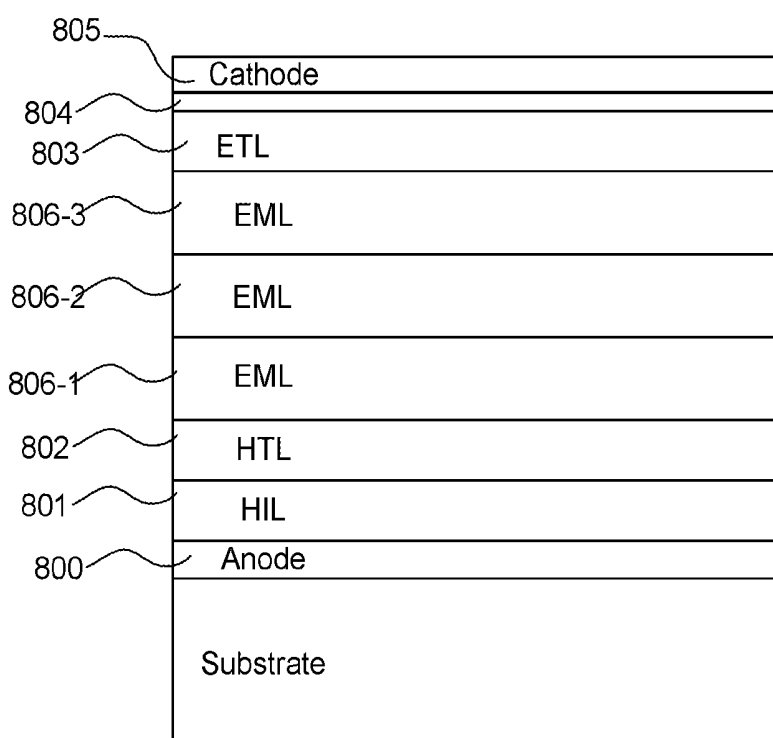 805
Cathode
804
803
ETL
806-3
EML
806-2
EML
806-1
EML
802
HTL
801
HIL
800
Anode
Substrate